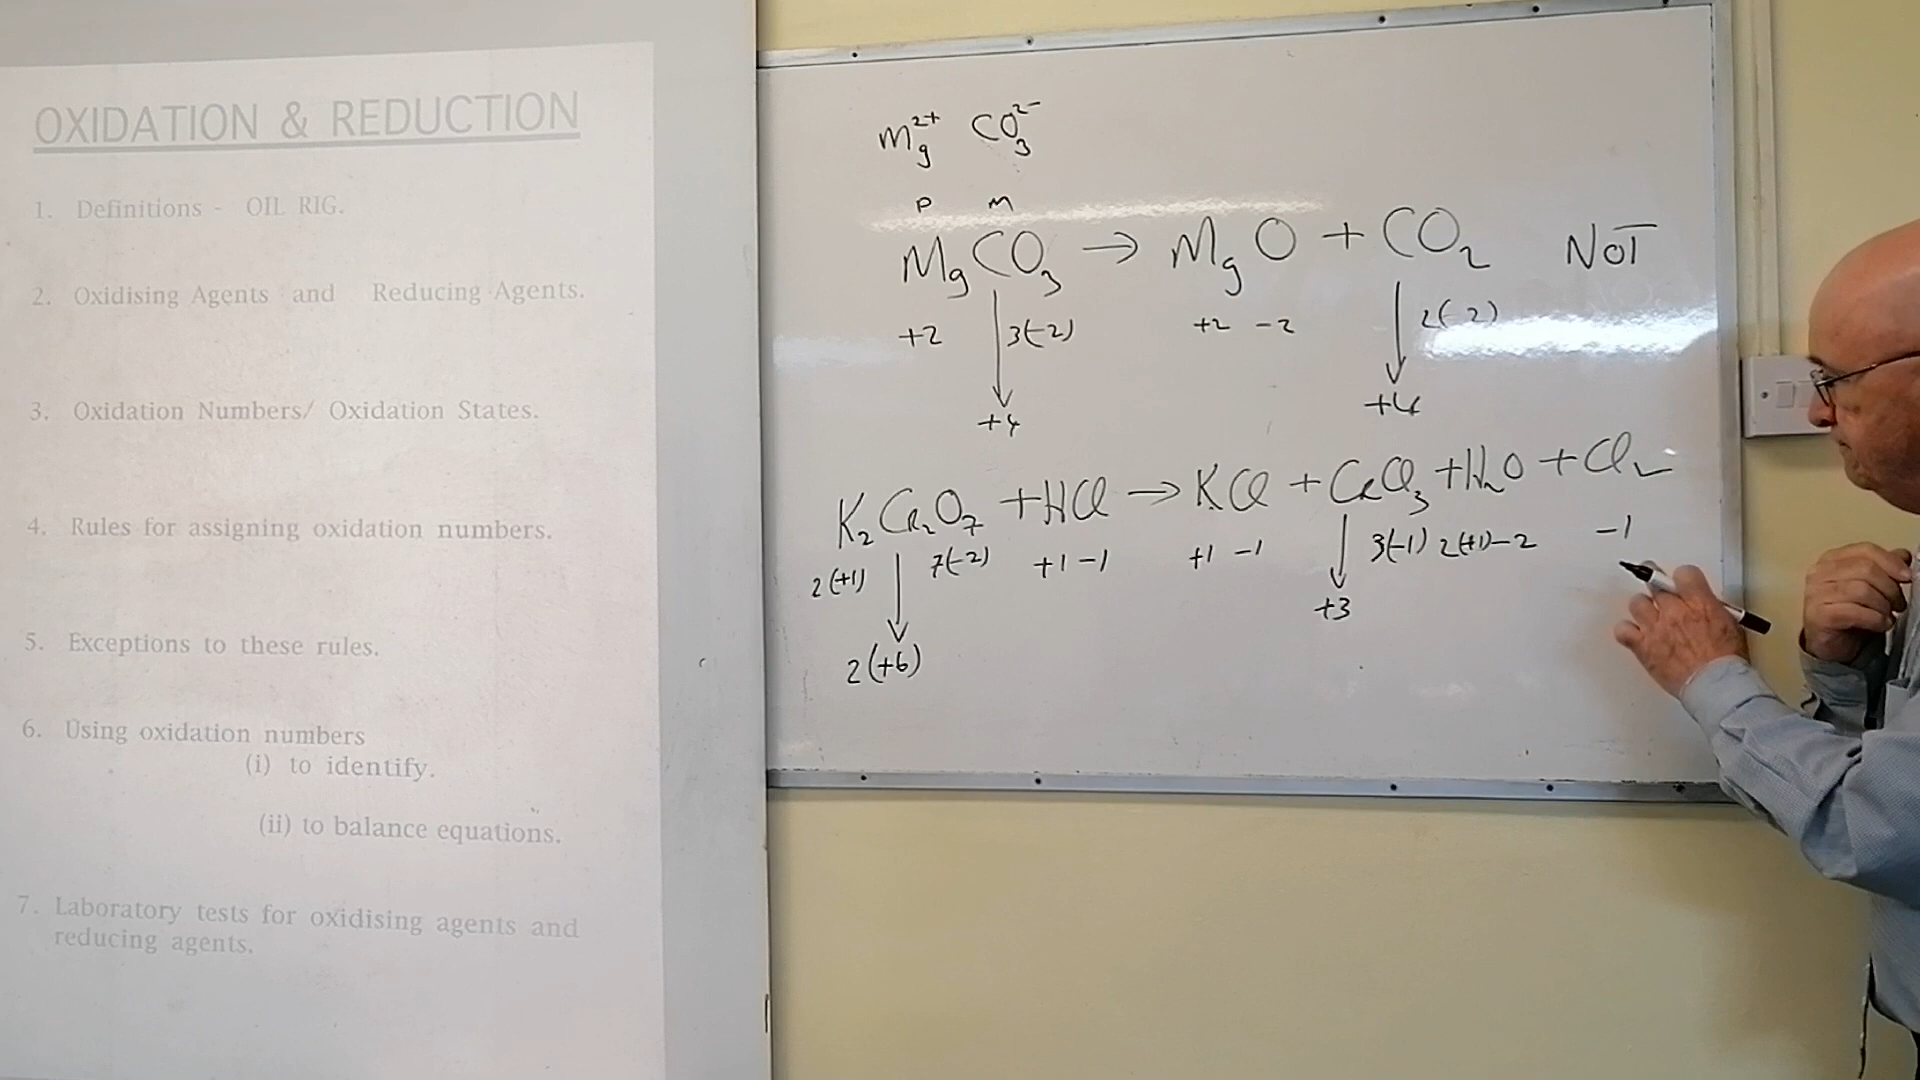 OXIDATION & REDUCTION
1. Definitions - OIL RIG.
2. Oxidising Agents and Reducing Agents.
3. Oxidation Numbers/ Oxidation States.
4. Rules for assigning oxidation numbers.
5. Exceptions to these rules.
6. Using oxidation numbers
(i) to identify.
(ii) to balance equations.
7. Laboratory tests for oxidising agents and
reducing agents.
Mg²⁺ CO₃²⁻
P M
MgCO₃ → MgO + CO₂ NOT
+2 3(-2) +2 -2 2(-2)
+4 +4
K₂Cr₂O₇ + HCl → KCl + CrCl₃ + H₂O + Cl₂
2(+1) 7(-2) +1 -1 +1 -1 3(-1) 2(+1) -2 -1
+3
2(+6)